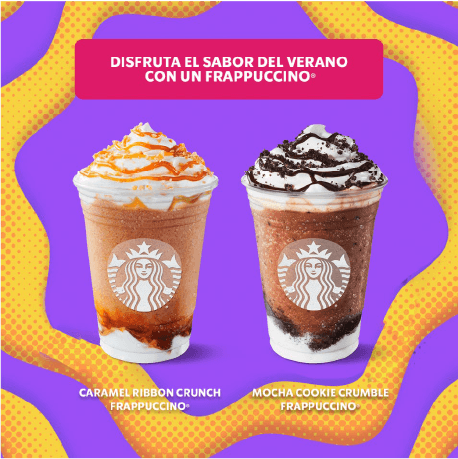 DISFRUTA EL SABOR DEL VERANO
CON UN FRAPPUCCINO®
CARAMEL RIBBON CRUNCH
FRAPPUCCINO®
MOCHA COOKIE CRUMBLE
FRAPPUCCINO